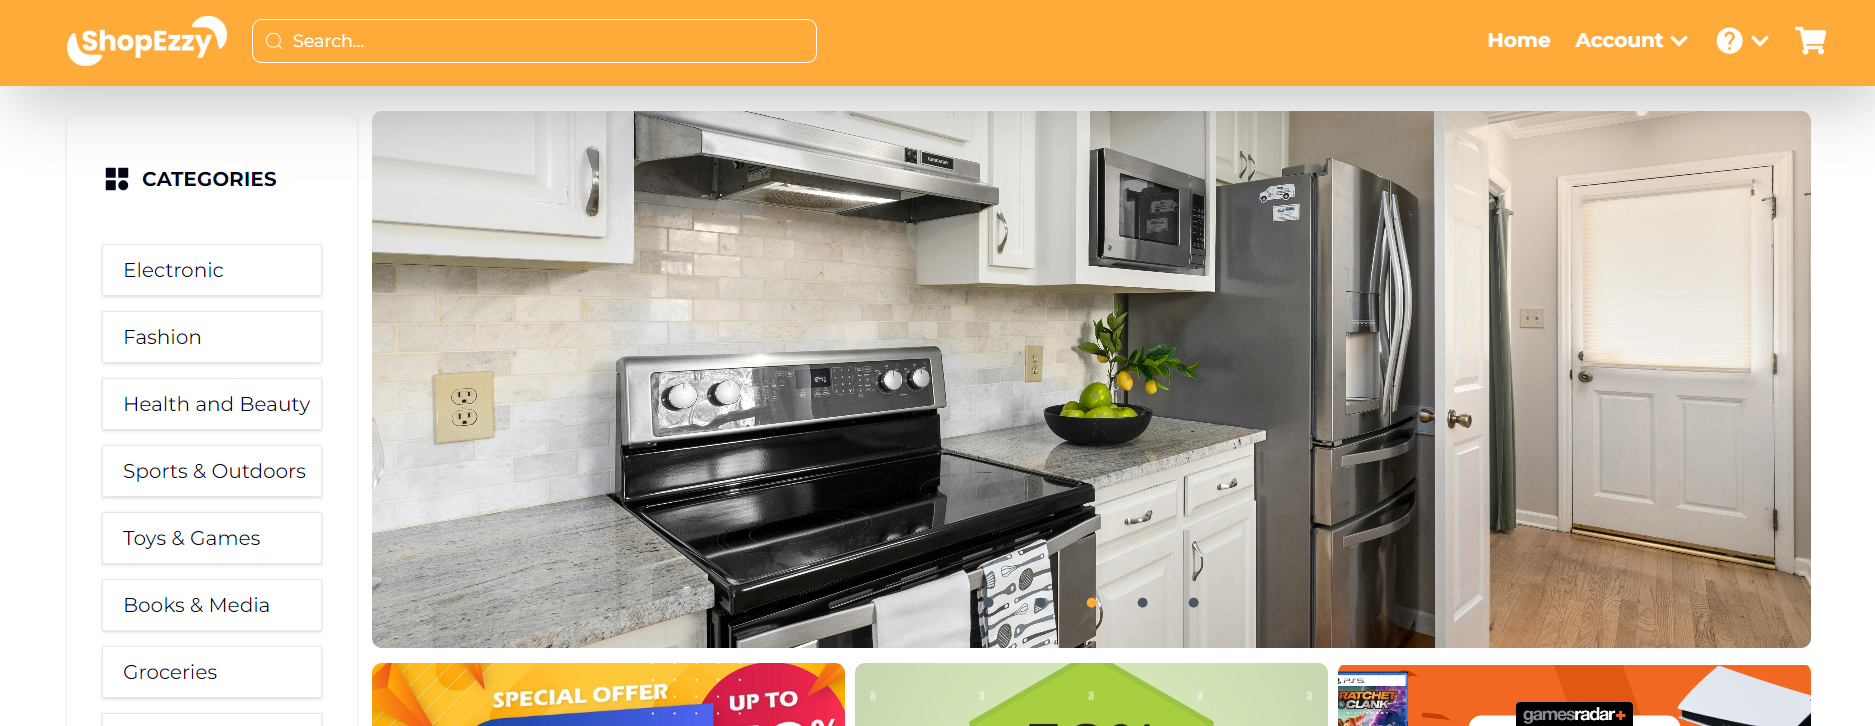 ShopEzzy
Search...
Home
Account
?
CATEGORIES
Electronic
Fashion
Health and Beauty
Sports & Outdoors
Toys & Games
Books & Media
Groceries
SPECIAL OFFER
UP TO
a a a a a
PS5
RATCHET
CLANK
gamesradar+